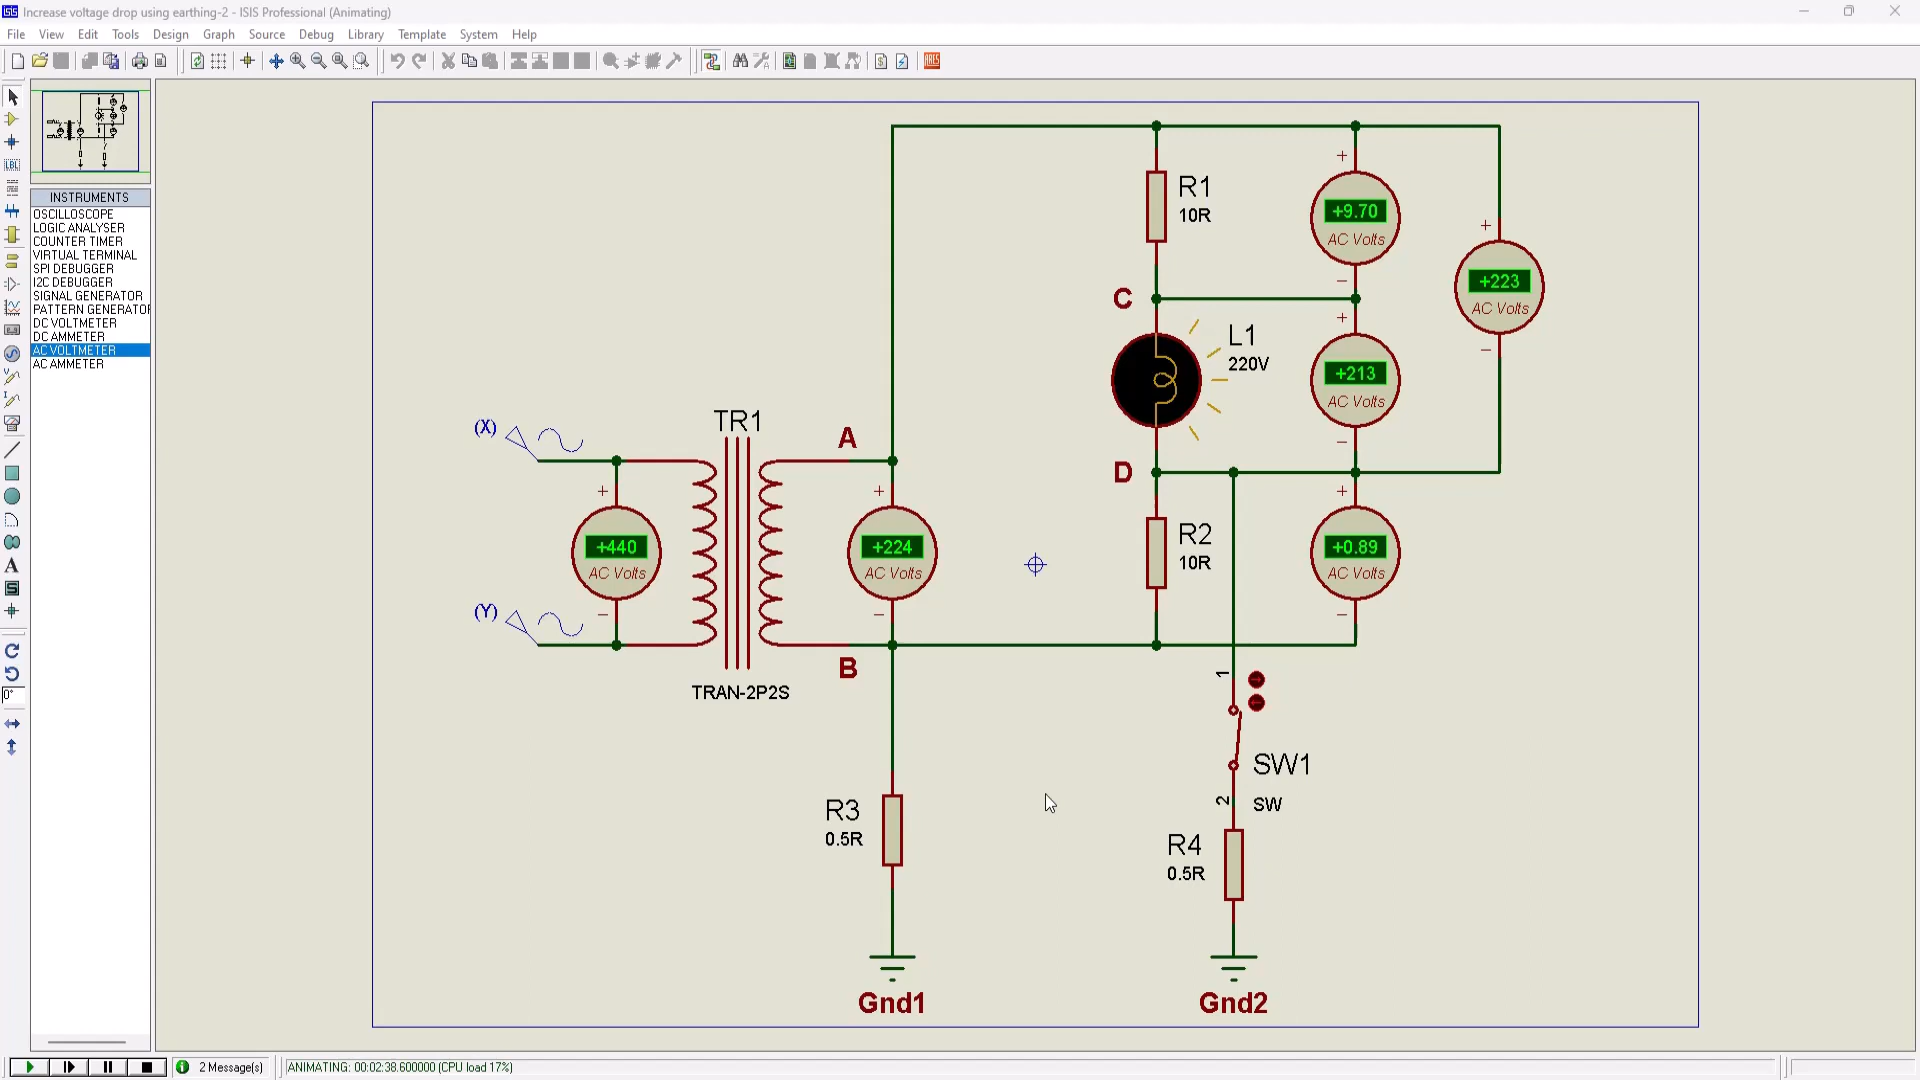 Increase voltage drop using earthing-2 - ISIS Professional (Animating)
File View Edit Tools Design Graph Source Debug Library Template System Help
INSTRUMENTS
OSCILLOSCOPE
LOGIC ANALYSER
COUNTER TIMER
VIRTUAL TERMINAL
SPI DEBUGGER
I2C DEBUGGER
SIGNAL GENERATOR
PATTERN GENERATOR
DC VOLTMETER
DC AMMETER
AC VOLTMETER
AC AMMETER
LBL
A
S
0°
ARES
R1
10R
+9.70
AC Volts
+223
AC Volts
C
L1
220V
+213
AC Volts
(X)
TR1
A
D
+440
AC Volts
+224
AC Volts
R2
10R
+0.89
AC Volts
(Y)
B
TRAN-2P2S
1
SW1
SW
2
R3
0.5R
R4
0.5R
Gnd1
Gnd2
2 Message(s)
ANIMATING: 00:02:38.600000 (CPU load 17%)